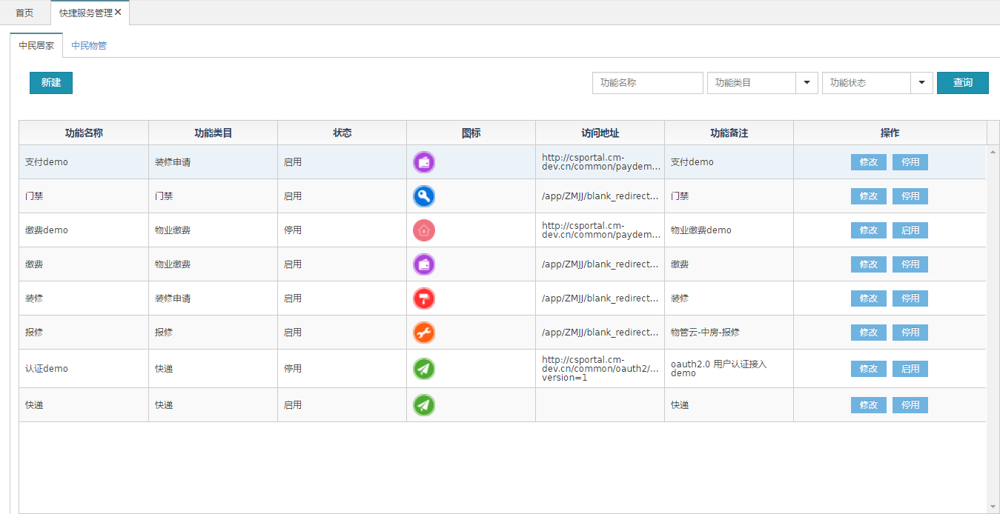 首页 快捷服务管理✕
中民居家 中民物管
新建 功能名称 功能类目 功能状态 查询
功能名称 功能类目 状态 图标 访问地址 功能备注 操作
支付demo 装修申请 启用 http://csportal.cm-
dev.cn/common/paydem... 支付demo 修改 停用
门禁 门禁 启用 /app/ZMJJ/blank_redirect... 门禁 修改 停用
缴费demo 物业缴费 停用 http://csportal.cm-
dev.cn/common/paydem... 物业缴费demo 修改 启用
缴费 物业缴费 启用 /app/ZMJJ/blank_redirect... 缴费 修改 停用
装修 装修申请 启用 /app/ZMJJ/blank_redirect... 装修 修改 停用
报修 报修 启用 /app/ZMJJ/blank_redirect... 物管云-中房-报修 修改 停用
认证demo 快递 停用 http://csportal.cm-
dev.cn/common/oauth2/...
version=1 oauth2.0 用户认证接入
demo 修改 启用
快递 快递 启用 快递 修改 停用